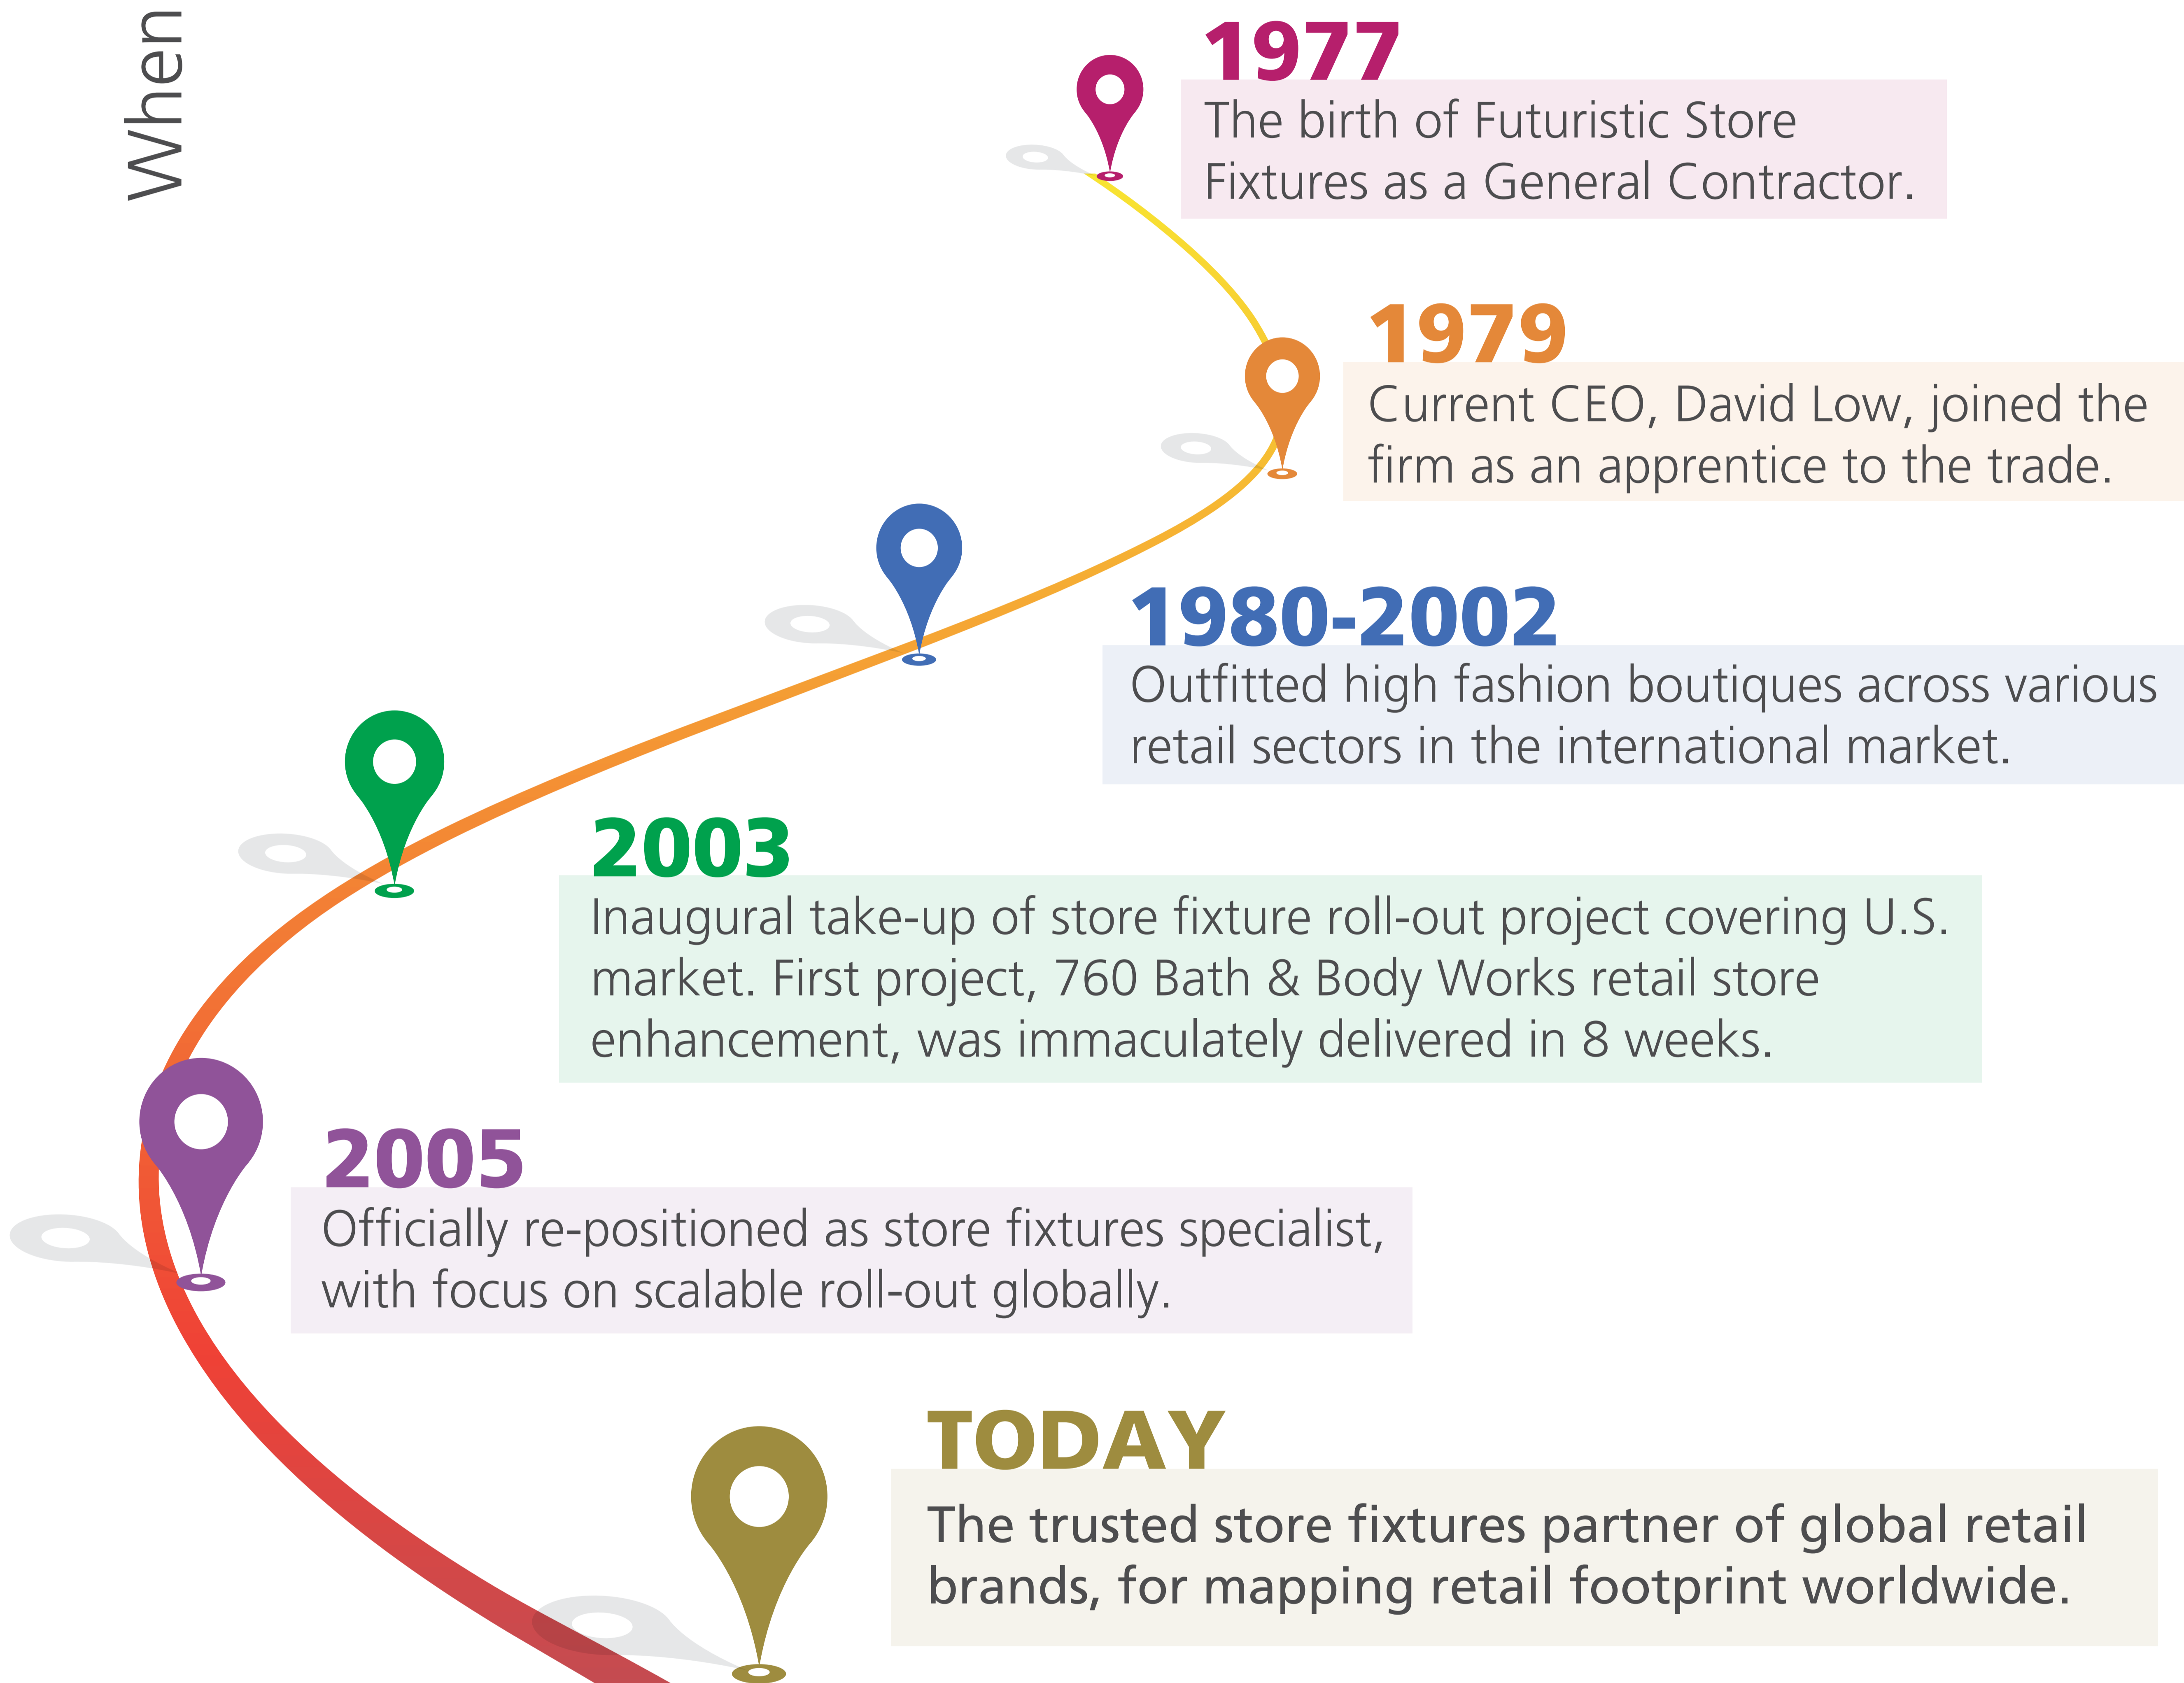 When
1977
The birth of Futuristic Store
Fixtures as a General Contractor.
1979
Current CEO, David Low, joined the
firm as an apprentice to the trade.
1980-2002
Outfitted high fashion boutiques across various
retail sectors in the international market.
2003
Inaugural take-up of store fixture roll-out project covering U.S.
market. First project, 760 Bath & Body Works retail store
enhancement, was immaculately delivered in 8 weeks.
2005
Officially re-positioned as store fixtures specialist,
with focus on scalable roll-out globally.
TODAY
The trusted store fixtures partner of global retail
brands, for mapping retail footprint worldwide.